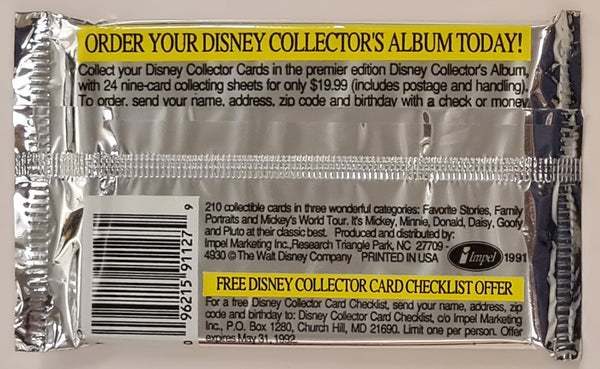 ORDER YOUR DISNEY COLLECTOR'S ALBUM TODAY!
Collect your Disney Collector Cards in the premier edition Disney Collector's Album,
with 24 nine-card collecting sheets for only $19.99 (includes postage and handling).
To order, send your name, address, zip code and birthday with a check or money
210 collectible cards in three wonderful categories: Favorite Stories, Family
Portraits and Mickey's World Tour. It's Mickey, Minnie, Donald, Daisy, Goofy
and Pluto at their classic best. Produced and distributed by:
Impel Marketing Inc., Research Triangle Park, NC 27709-
4930 © The Walt Disney Company PRINTED IN USA
Impel 1991
FREE DISNEY COLLECTOR CARD CHECKLIST OFFER
For a free Disney Collector Card Checklist, send your name, address, zip
code and birthday to: Disney Collector Card Checklist, c/o Impel Marketing
Inc., P.O. Box 1280, Church Hill, MD 21690. Limit one per person. Offer
expires May 31, 1992
0 96215 91127 9